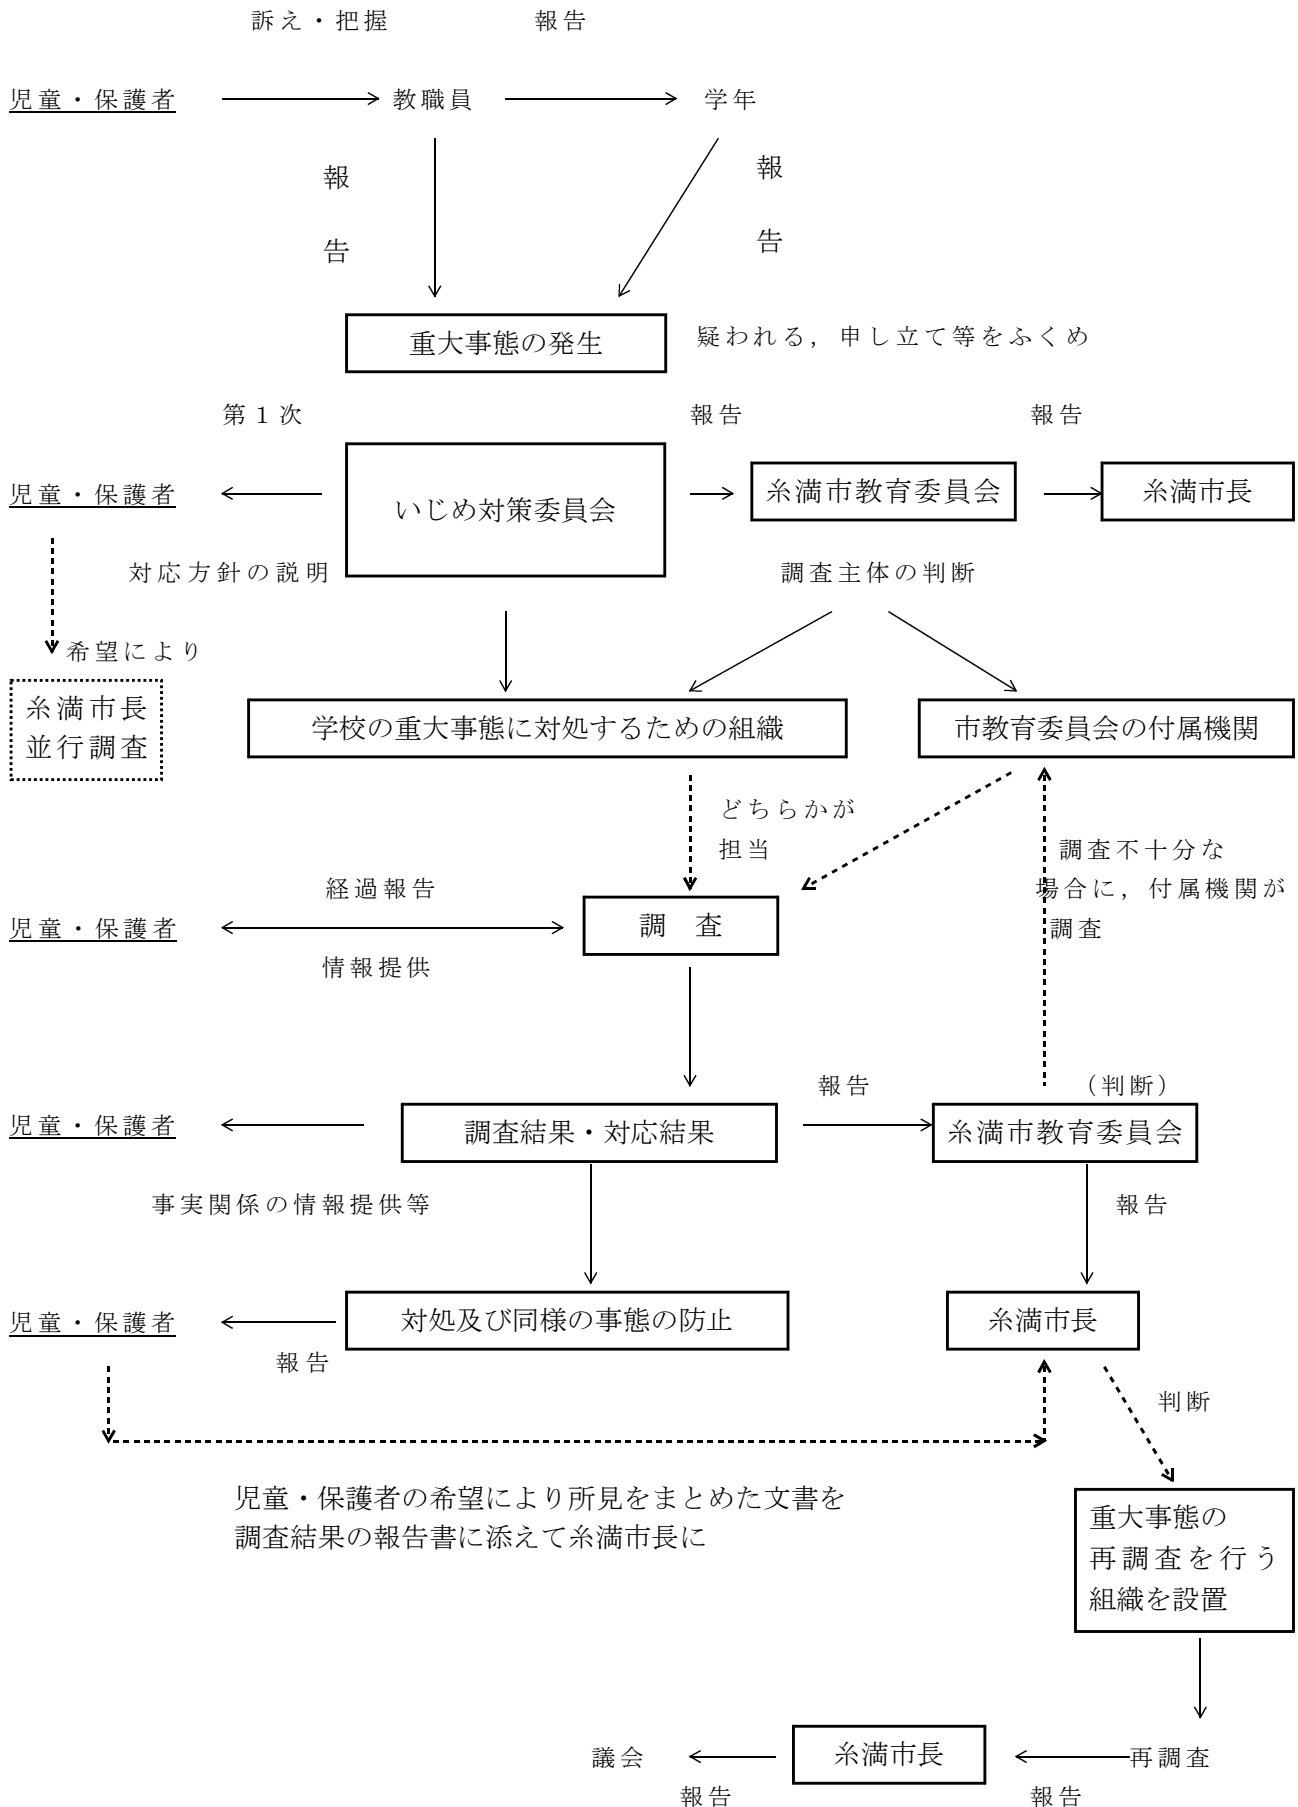 訴え・把握
報告
児童・保護者
教職員
学年
報告
報告
重大事態の発生
疑われる，申し立て等をふくめ
第１次
報告
報告
児童・保護者
いじめ対策委員会
糸満市教育委員会
糸満市長
対応方針の説明
調査主体の判断
希望により
糸満市長
並行調査
学校の重大事態に対処するための組織
市教育委員会の付属機関
どちらかが
担当
調査不十分な
場合に，付属機関が
調査
経過報告
児童・保護者
調　査
情報提供
報告
（判断）
児童・保護者
調査結果・対応結果
糸満市教育委員会
事実関係の情報提供等
報告
児童・保護者
対処及び同様の事態の防止
糸満市長
報告
判断
児童・保護者の希望により所見をまとめた文書を
調査結果の報告書に添えて糸満市長に
重大事態の
再調査を行う
組織を設置
議会
糸満市長
再調査
報告
報告